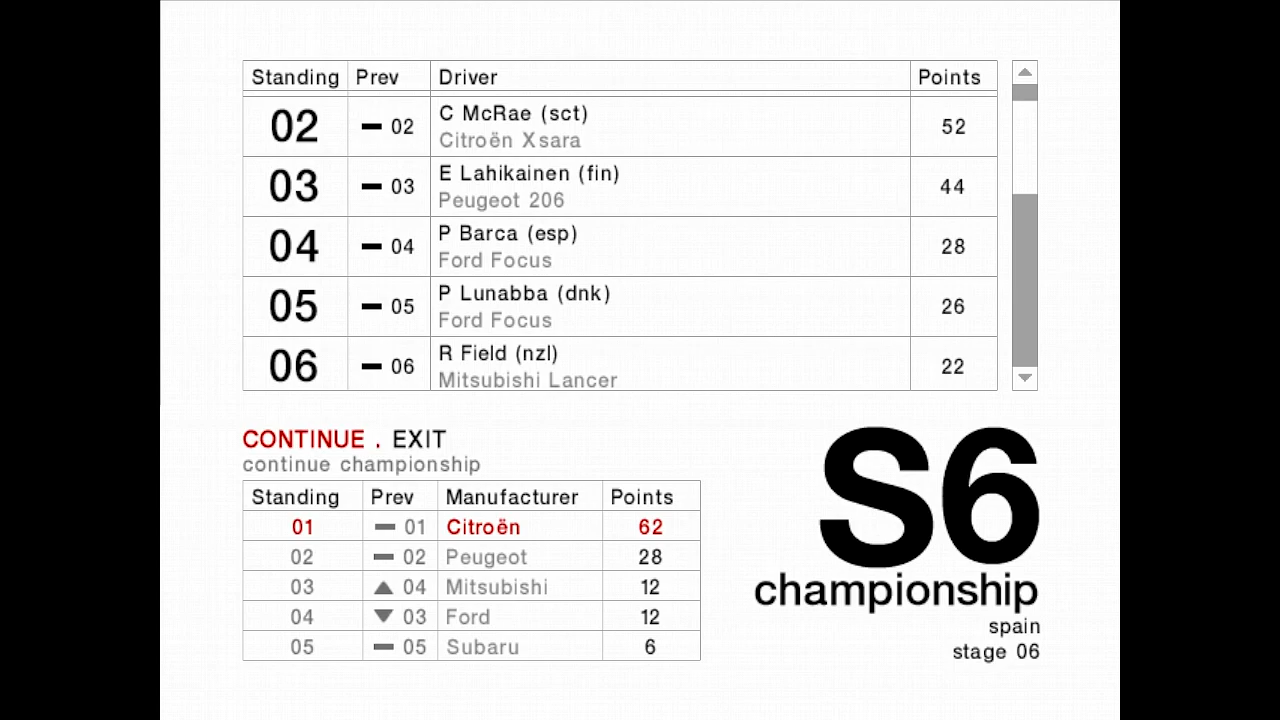 Standing Prev Driver Points
02 02 C McRae (sct) 52
Citroën Xsara
03 03 E Lahikainen (fin) 44
Peugeot 206
04 04 P Barca (esp) 28
Ford Focus
05 05 P Lunabba (dnk) 26
Ford Focus
06 06 R Field (nzl) 22
Mitsubishi Lancer
CONTINUE . EXIT
continue championship
Standing Prev Manufacturer Points
01 01 Citroën 62
02 02 Peugeot 28
03 04 Mitsubishi 12
04 03 Ford 12
05 05 Subaru 6
S6
championship
spain
stage 06